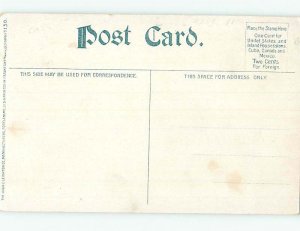 Post Card.
Place the Stamp Here
One Cent for
United States, and
Island Possessions,
Cuba, Canada and
Mexico.
Two Cents
For Foreign.
THIS SIDE MAY BE USED FOR CORRESPONDENCE.
THIS SPACE FOR ADDRESS ONLY.